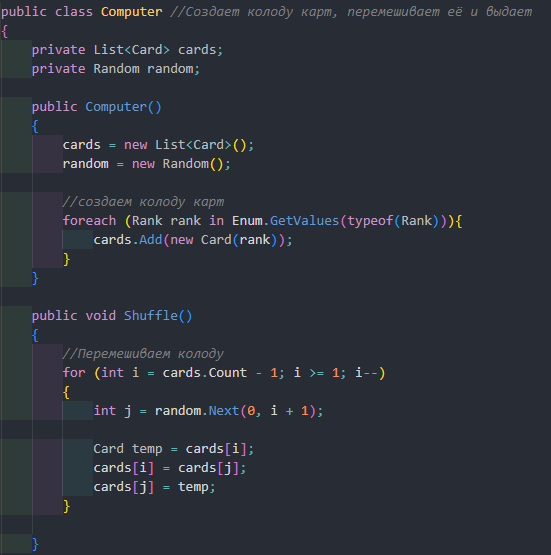 public class Computer //Создает колоду карт, перемешивает её и выдает
{
    private List<Card> cards;
    private Random random;

    public Computer()
    {
        cards = new List<Card>();
        random = new Random();

        //создаем колоду карт
        foreach (Rank rank in Enum.GetValues(typeof(Rank))){
            cards.Add(new Card(rank));
        }
    }

    public void Shuffle()
    {
        //Перемешиваем колоду
        for (int i = cards.Count - 1; i >= 1; i--)
        {
            int j = random.Next(0, i + 1);

            Card temp = cards[i];
            cards[i] = cards[j];
            cards[j] = temp;
        }

    }